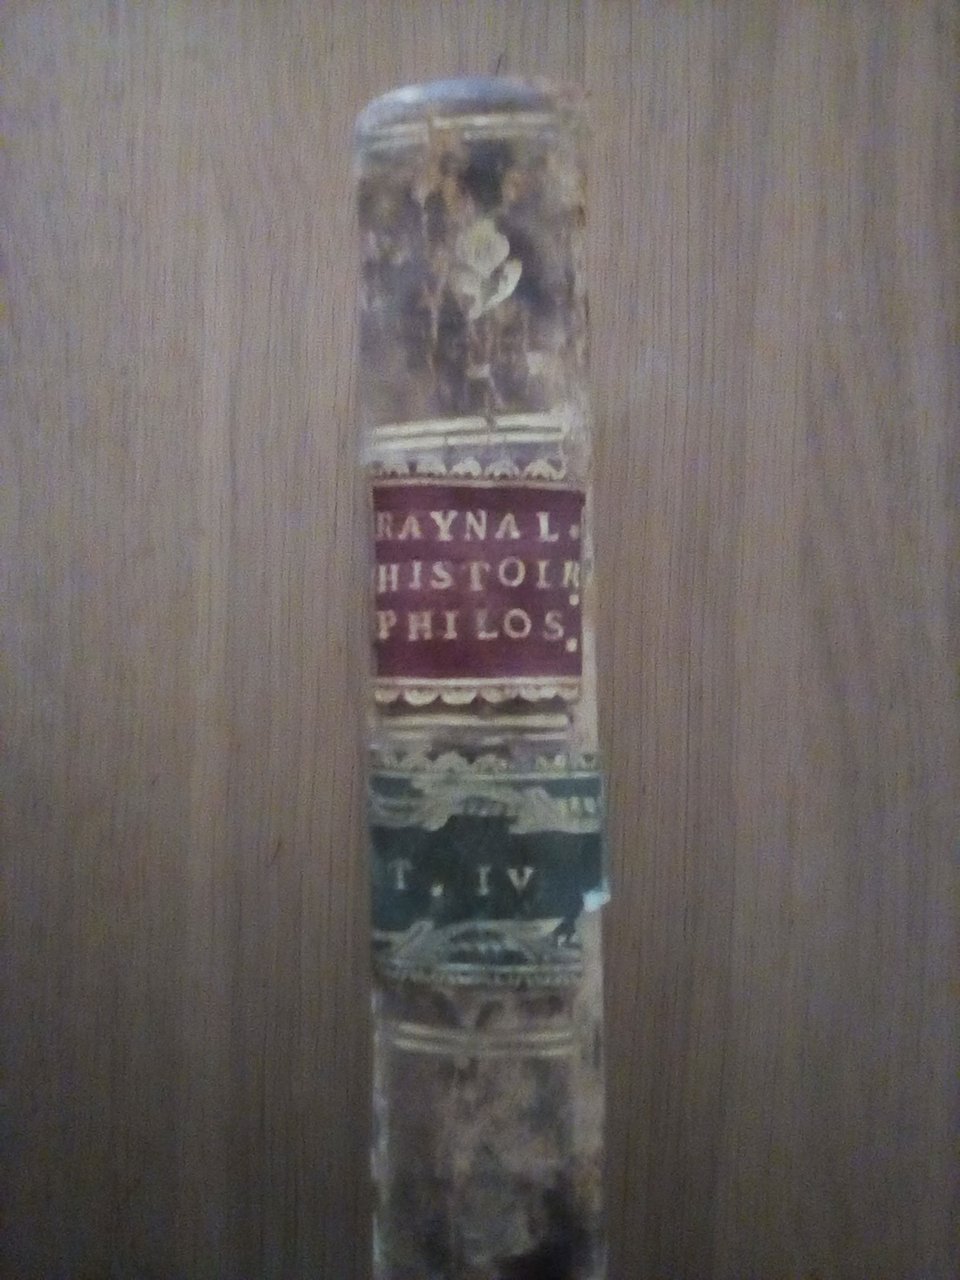 RAYNAL.
HISTOIR.
PHILOS.
T. IV